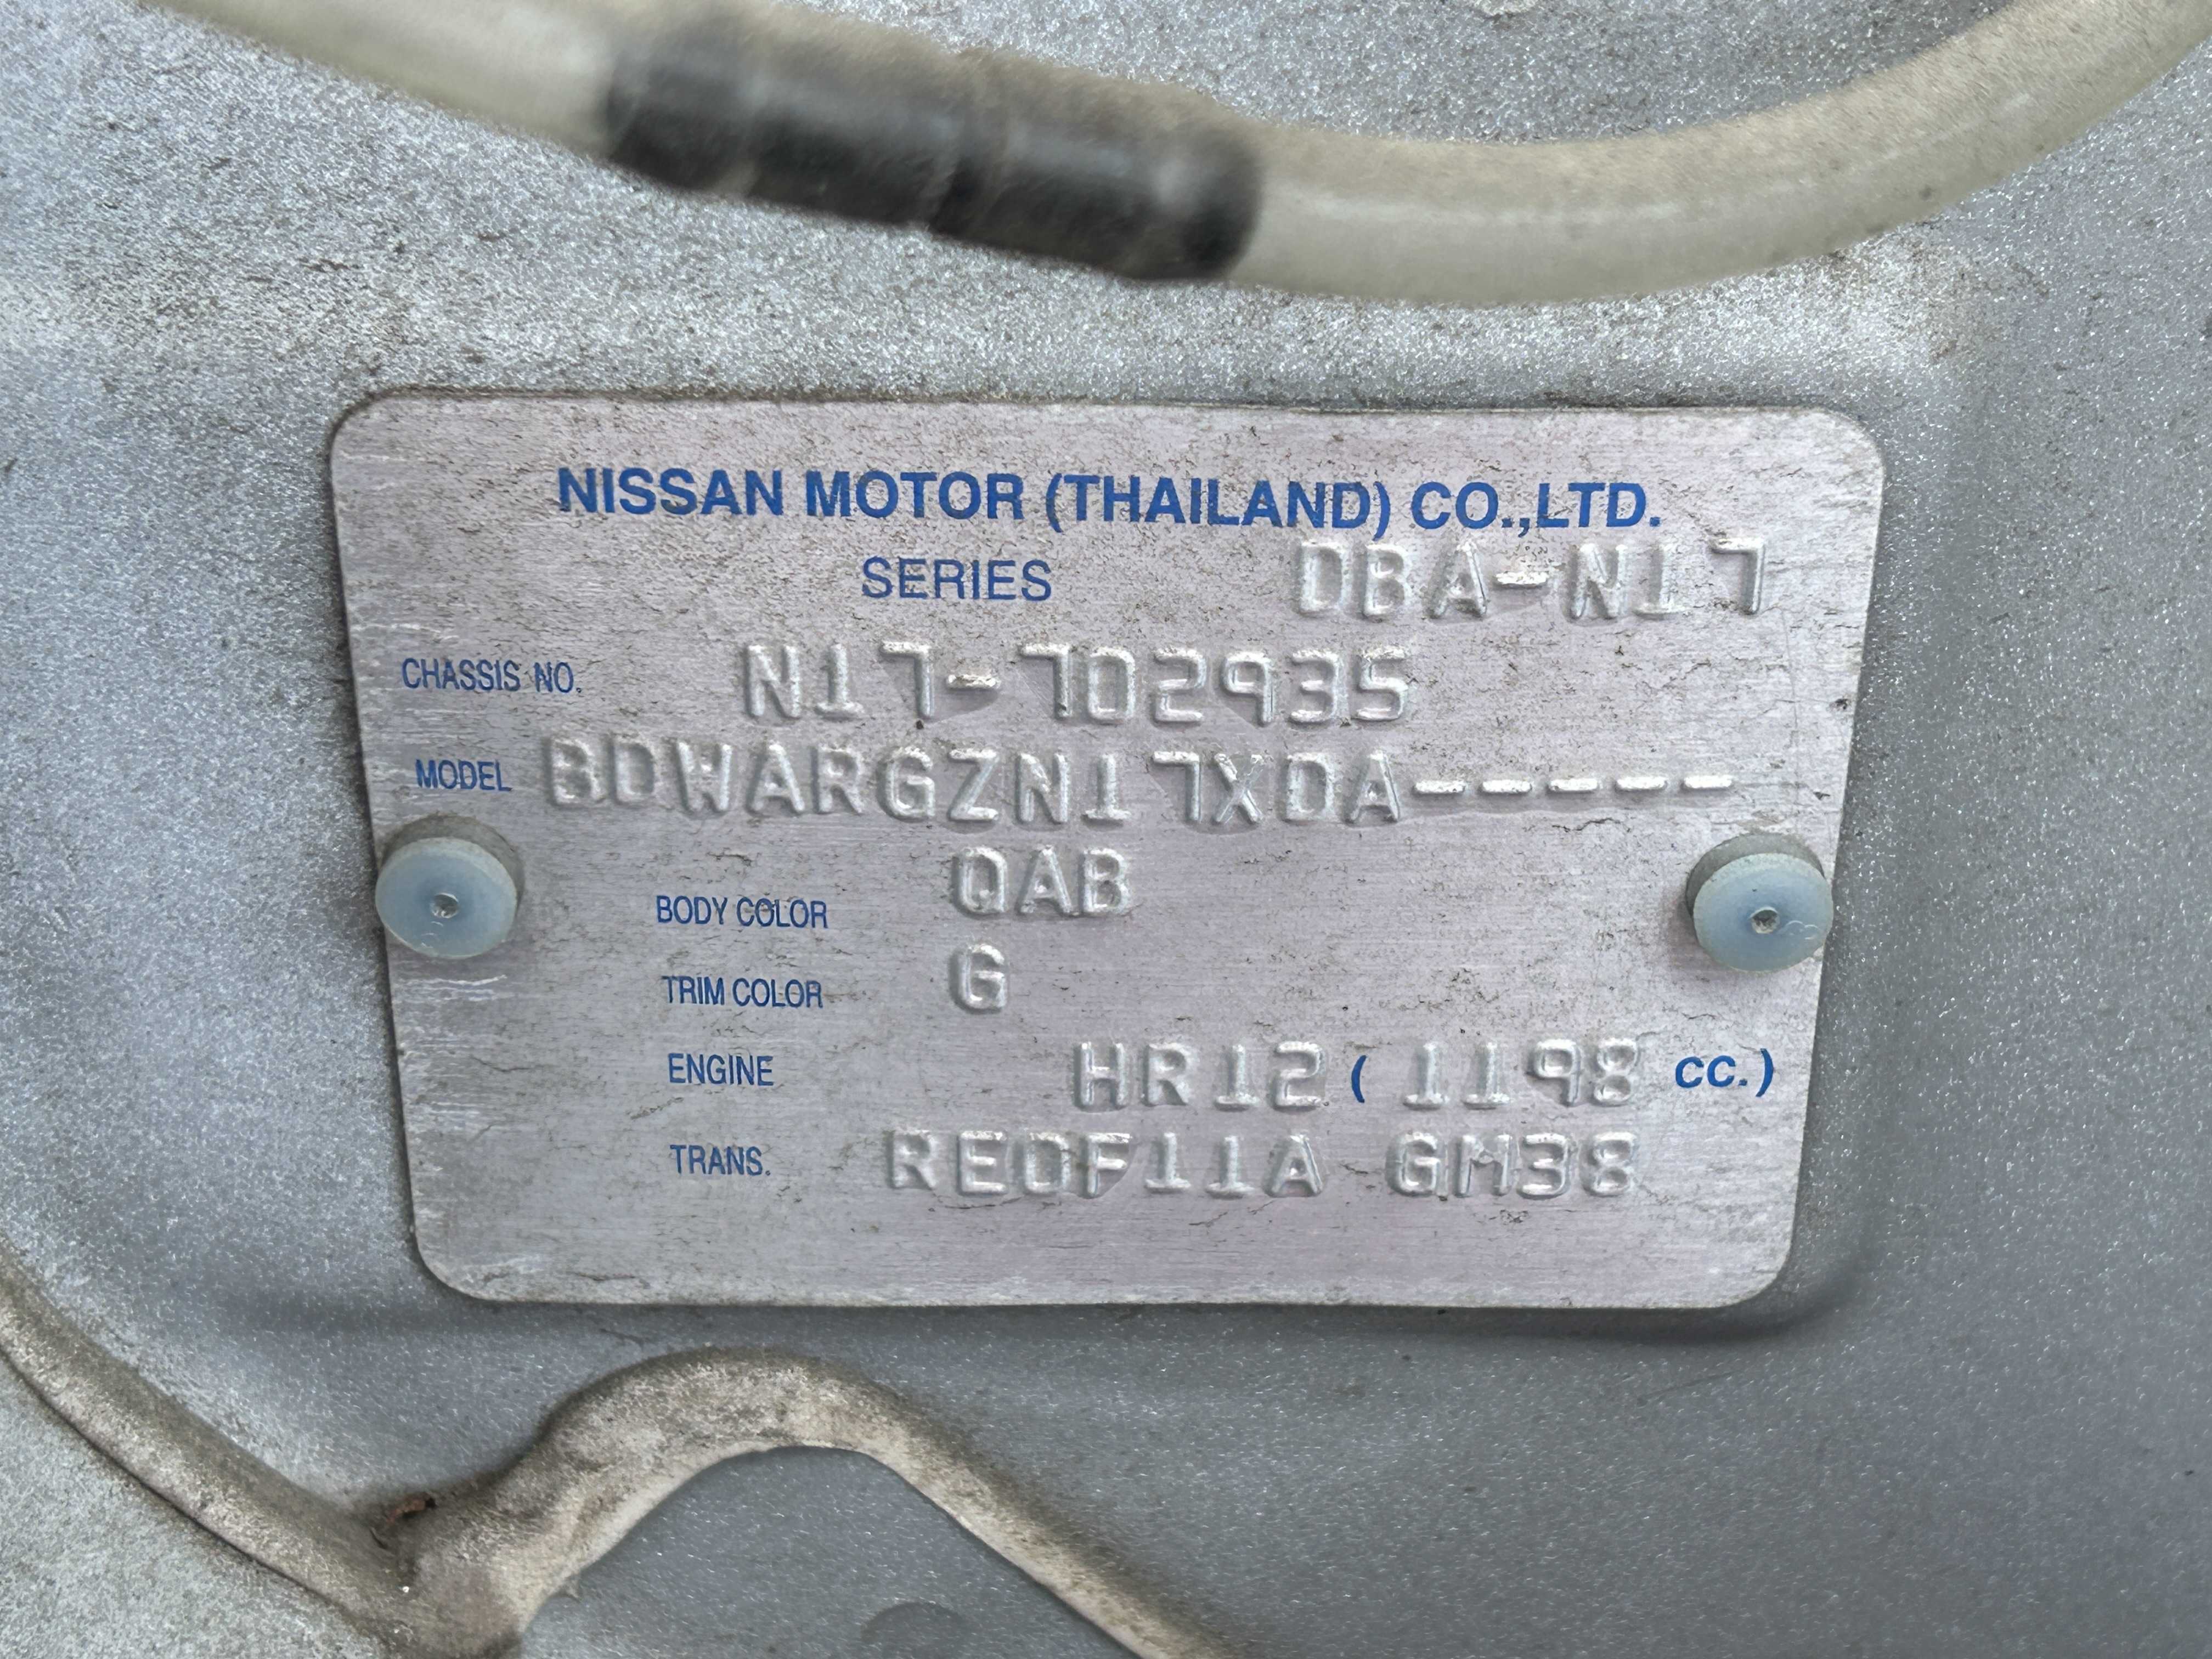 NISSAN MOTOR (THAILAND) CO.,LTD.
SERIES DBA-N17
CHASSIS NO. N17-702935
MODEL BDWARGZN17XDA-----
BODY COLOR QAB
TRIM COLOR G
ENGINE HR12 ( 1198 CC.)
TRANS. RE0F11A GM38